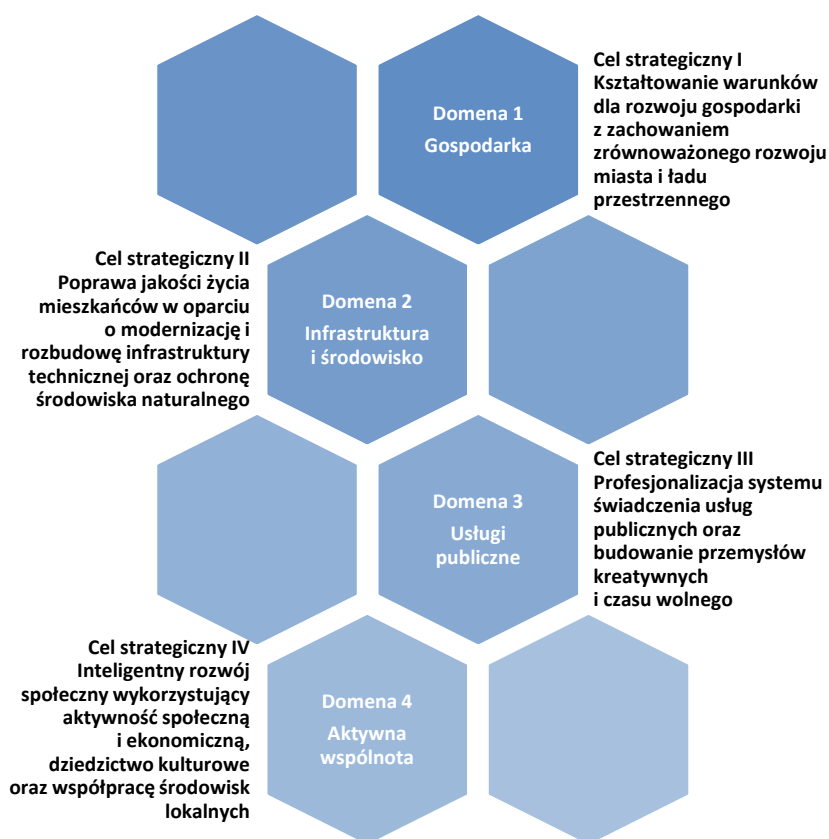 Domena 1
Gospodarka
Cel strategiczny I
Kształtowanie warunków
dla rozwoju gospodarki
z zachowaniem
zrównoważonego rozwoju
miasta i ładu
przestrzennego
Cel strategiczny II
Poprawa jakości życia
mieszkańców w oparciu
o modernizację i
rozbudowę infrastruktury
technicznej oraz ochronę
środowiska naturalnego
Domena 2
Infrastruktura
i środowisko
Domena 3
Usługi
publiczne
Cel strategiczny III
Profesjonalizacja systemu
świadczenia usług
publicznych oraz
budowanie przemysłów
kreatywnych
i czasu wolnego
Cel strategiczny IV
Inteligentny rozwój
społeczny wykorzystujący
aktywność społeczną
i ekonomiczną,
dziedzictwo kulturowe
oraz współpracę środowisk
lokalnych
Domena 4
Aktywna
wspólnota